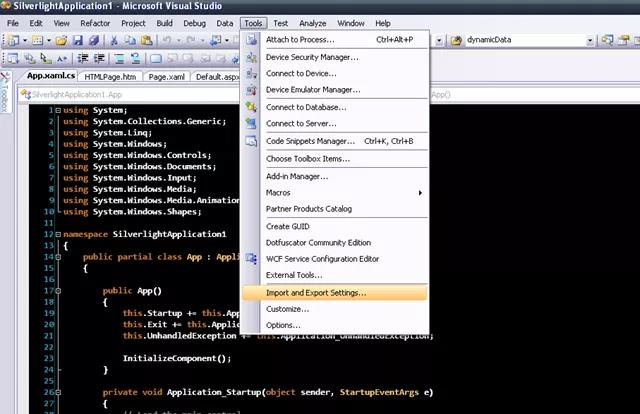 SilverlightApplication1 - Microsoft Visual Studio
File Edit View Refactor Project Build Debug Data Tools Test Analyze Window Help
dynamicData
App.xaml.cs HTMLPage.htm Page.xaml Default.aspx
Toolbox
SilverlightApplication1.App
App()
Attach to Process... Ctrl+Alt+P
Device Security Manager...
Connect to Device...
Device Emulator Manager...
Connect to Database...
Connect to Server...
Code Snippets Manager... Ctrl+K, Ctrl+B
Choose Toolbox Items...
Add-in Manager...
Macros
Partner Products Catalog
Create GUID
Dotfuscator Community Edition
WCF Service Configuration Editor
External Tools...
Import and Export Settings...
Customize...
Options...
1 using System;
2 using System.Collections.Generic;
3 using System.Linq;
4 using System.Windows;
5 using System.Windows.Controls;
6 using System.Windows.Documents;
7 using System.Windows.Input;
8 using System.Windows.Media;
9 using System.Windows.Media.Animation
10 using System.Windows.Shapes;
11
12 namespace SilverlightApplication1
13 {
14 public partial class App : Applic
15 {
16
17 public App()
18 {
19 this.Startup += this.App
20 this.Exit += this.Applic
21 this.UnhandledException += this.Application_UnhandledException;
22
23 InitializeComponent();
24 }
25
26 private void Application_Startup(object sender, StartupEventArgs e)
27 {